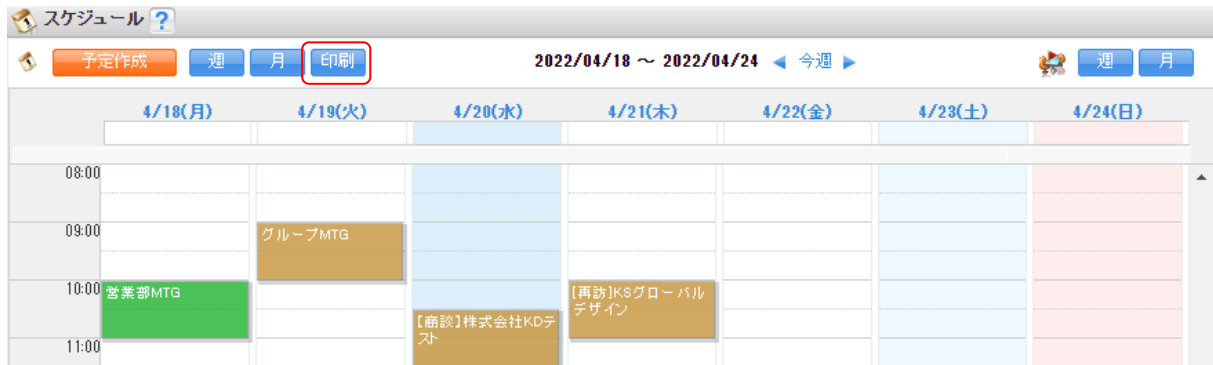 スケジュール ?
予定作成 週 月 印刷 2022/04/18 ～ 2022/04/24 ◀ 今週 ▶ 週 月
4/18(月) 4/19(火) 4/20(水) 4/21(木) 4/22(金) 4/23(土) 4/24(日)
08:00
09:00 グループMTG
10:00 営業部MTG 【再訪】KSグローバル
デザイン
【商談】株式会社KDテ
スト
11:00